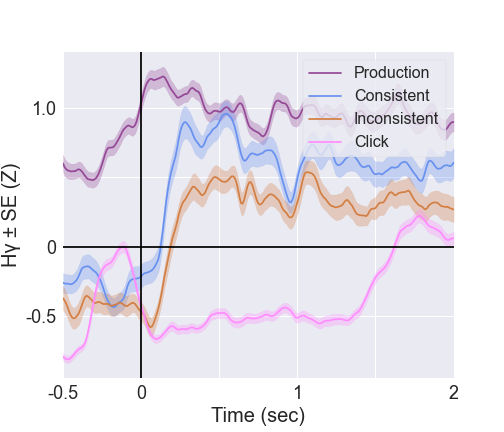 Production
Consistent
Inconsistent
Click
1.0
0
-0.5
Hγ ± SE (Z)
-0.5
0
1
2
Time (sec)